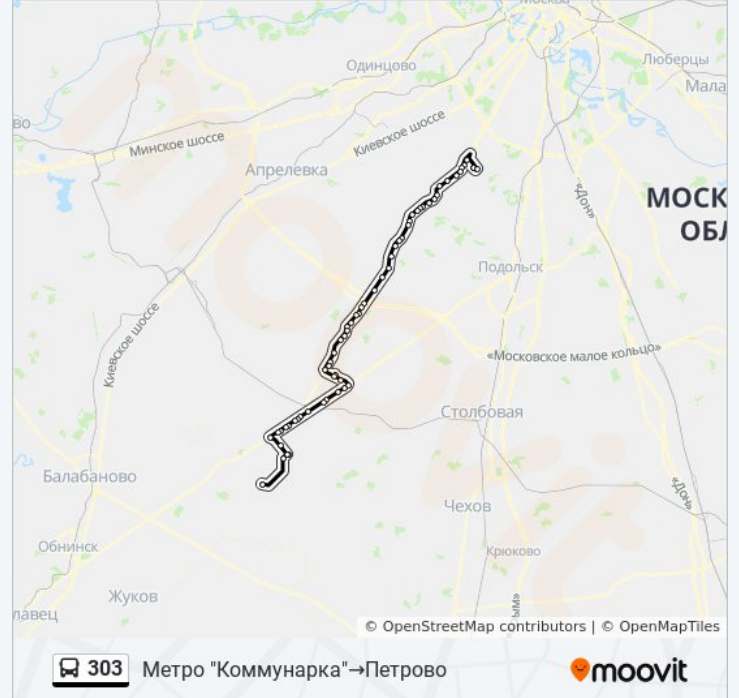 Москва
Одинцово
Люберцы
Мала
во
Минское шоссе
Киевское шоссе
Апрелевка
«Дон»
МОСК
ОБЛ
Подольск
Киевское шоссе
«Московское малое кольцо»
Столбовая
Балабаново
«Дон»
Чехов
Обнинск
Крюково
Жуков
лавец
ым»
© OpenStreetMap contributors | © OpenMapTiles
303 Метро "Коммунарка"→Петрово
moovit